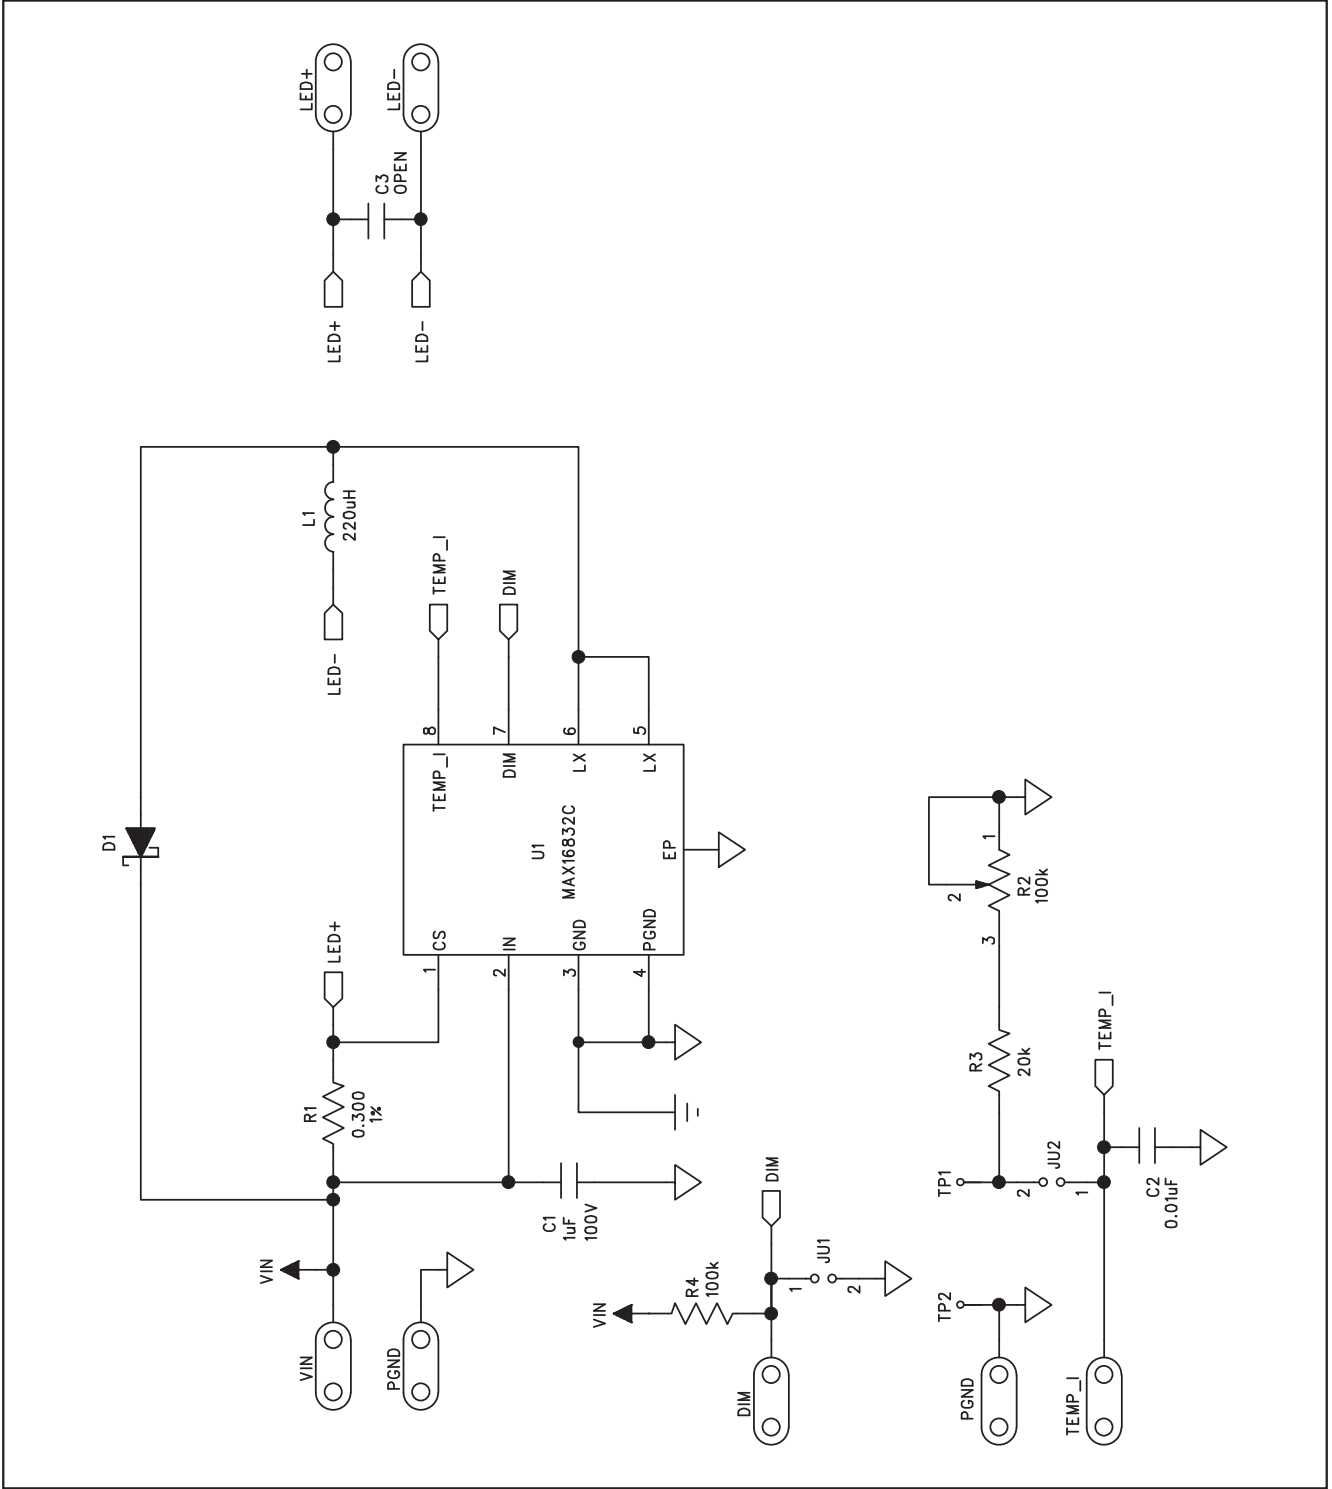 LED+
LED-
C3
OPEN
LED+
LED-
L1
220uH
LED-
TEMP_I
DIM
8
7
6
5
TEMP_I
DIM
LX
LX
D1
U1
MAX16832C
EP
CS
IN
GND
PGND
1
2
3
4
LED+
R1
0.300
1%
C1
1uF
100V
VIN
VIN
PGND
DIM
JU1
1
2
VIN
R4
100k
DIM
1
2
R2
100k
3
R3
20k
TEMP_I
TP1
2
JU2
1
C2
0.01uF
TP2
PGND
TEMP_I